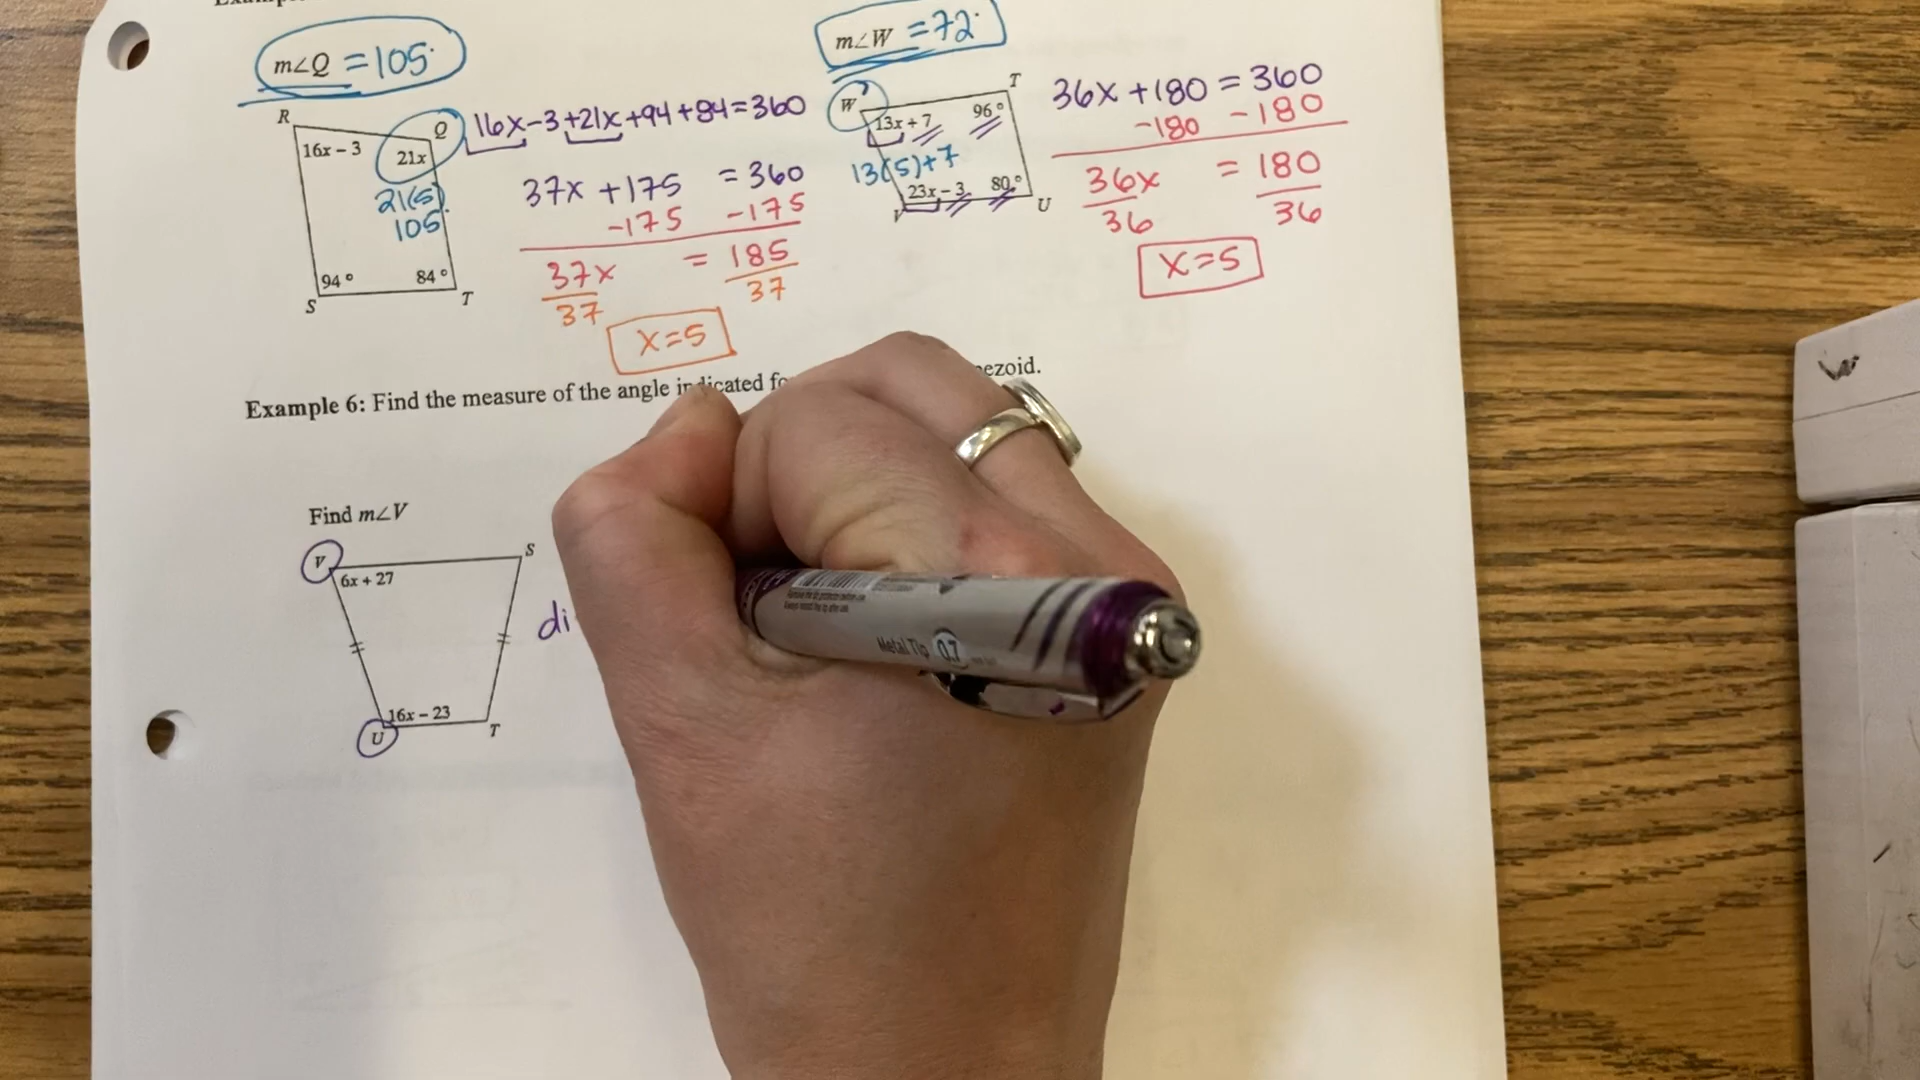 m∠Q = 105°
R
Q
16x − 3
21x
21(5)
105
94°
84°
S
T
16x − 3 + 21x + 94 + 84 = 360
37x + 175 = 360
−175 −175
37x = 185
37 37
x = 5
m∠W = 72°
W
T
13x + 7
96°
13(5) + 7
23x − 3
80°
V
U
36x + 180 = 360
−180 −180
36x = 180
36 36
x = 5
Example 6: Find the measure of the angle indicated
Find m∠V
V
S
6x + 27
16x − 23
U
T
di
Metal Tip 0.7